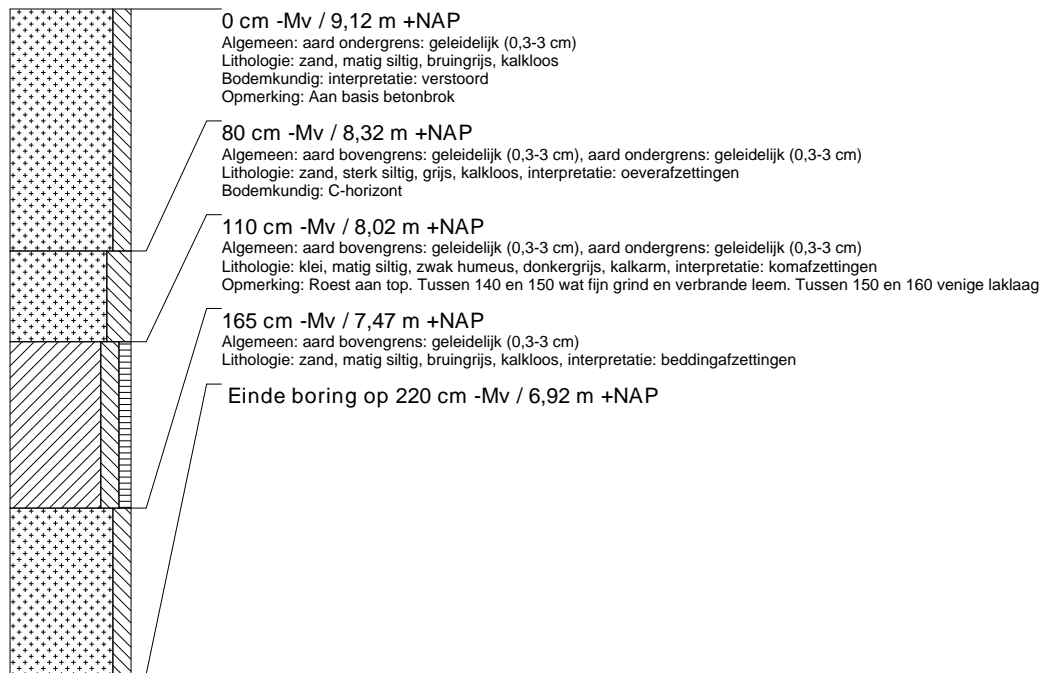 0 cm -Mv / 9,12 m +NAP
Algemeen: aard ondergrens: geleidelijk (0,3-3 cm)
Lithologie: zand, matig siltig, bruingrijs, kalkloos
Bodemkundig: interpretatie: verstoord
Opmerking: Aan basis betonbrok
80 cm -Mv / 8,32 m +NAP
Algemeen: aard bovengrens: geleidelijk (0,3-3 cm), aard ondergrens: geleidelijk (0,3-3 cm)
Lithologie: zand, sterk siltig, grijs, kalkloos, interpretatie: oeverafzettingen
Bodemkundig: C-horizont
110 cm -Mv / 8,02 m +NAP
Algemeen: aard bovengrens: geleidelijk (0,3-3 cm), aard ondergrens: geleidelijk (0,3-3 cm)
Lithologie: klei, matig siltig, zwak humeus, donkergrijs, kalkarm, interpretatie: komafzettingen
Opmerking: Roest aan top. Tussen 140 en 150 wat fijn grind en verbrande leem. Tussen 150 en 160 venige laklaag
165 cm -Mv / 7,47 m +NAP
Algemeen: aard bovengrens: geleidelijk (0,3-3 cm)
Lithologie: zand, matig siltig, bruingrijs, kalkloos, interpretatie: beddingafzettingen
Einde boring op 220 cm -Mv / 6,92 m +NAP